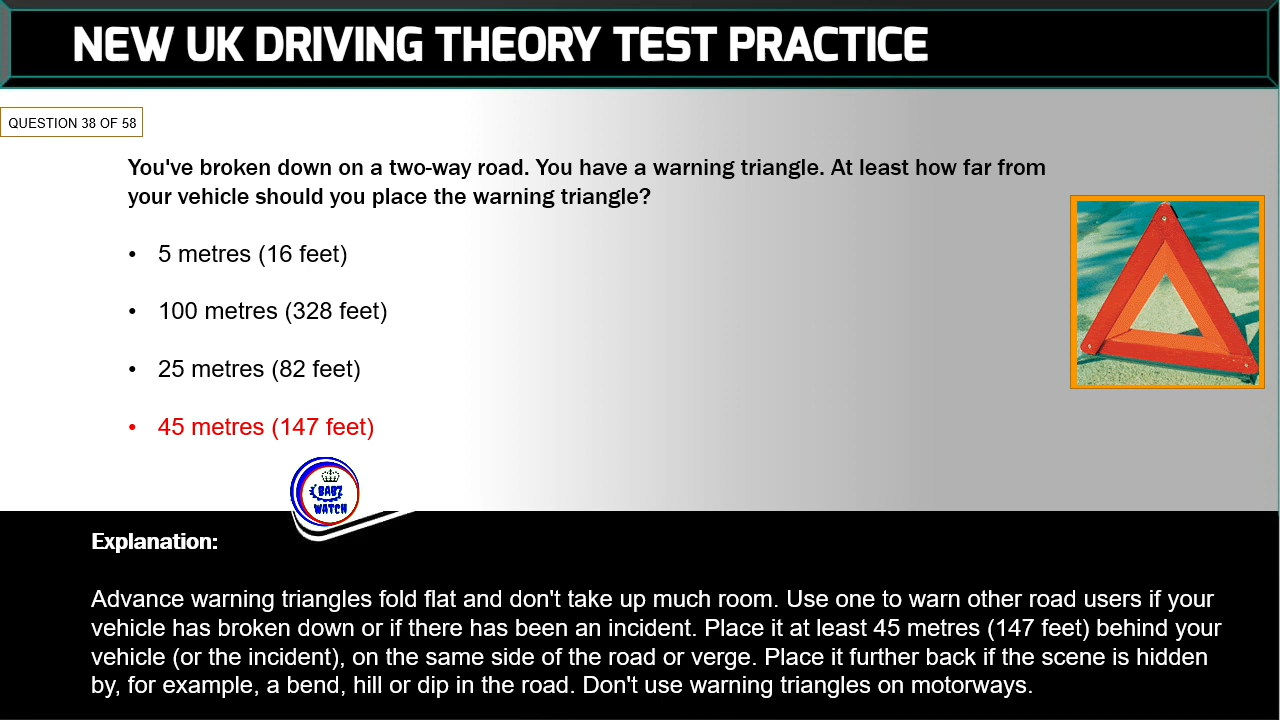 NEW UK DRIVING THEORY TEST PRACTICE
QUESTION 38 OF 58
You've broken down on a two-way road. You have a warning triangle. At least how far from
your vehicle should you place the warning triangle?
• 5 metres (16 feet)
• 100 metres (328 feet)
• 25 metres (82 feet)
• 45 metres (147 feet)
BABZ
WATCH
Explanation:
Advance warning triangles fold flat and don't take up much room. Use one to warn other road users if your
vehicle has broken down or if there has been an incident. Place it at least 45 metres (147 feet) behind your
vehicle (or the incident), on the same side of the road or verge. Place it further back if the scene is hidden
by, for example, a bend, hill or dip in the road. Don't use warning triangles on motorways.